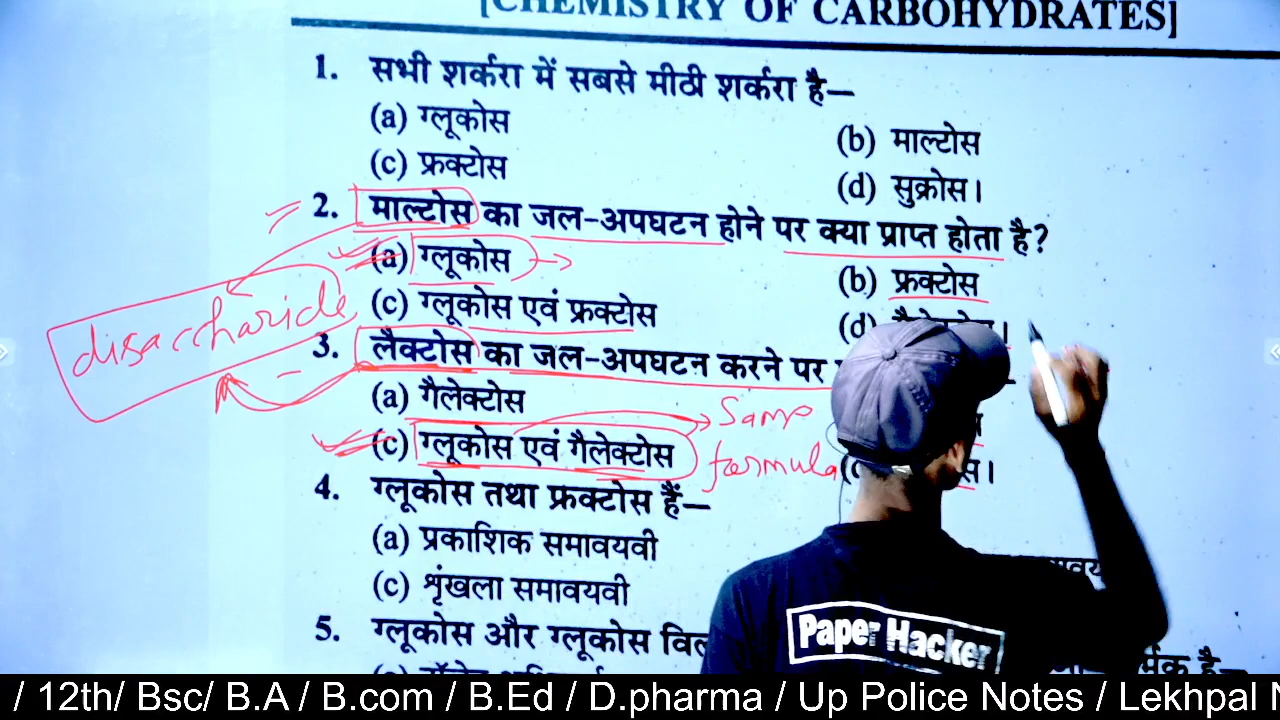 [CHEMISTRY OF CARBOHYDRATES]
1. सभी शर्करा में सबसे मीठी शर्करा है—
(a) ग्लूकोस
(b) माल्टोस
(c) फ्रक्टोस
(d) सुक्रोस।
2. माल्टोस का जल-अपघटन होने पर क्या प्राप्त होता है?
(a) ग्लूकोस
(b) फ्रक्टोस
(c) ग्लूकोस एवं फ्रक्टोस
(d)
disaccharide
3. लैक्टोस का जल-अपघटन करने पर
(a) गैलेक्टोस
Same
(c) ग्लूकोस एवं गैलेक्टोस
formula
4. ग्लूकोस तथा फ्रक्टोस हैं—
(a) प्रकाशिक समावयवी
(c) शृंखला समावयवी
5. ग्लूकोस और ग्लूकोस
Paper Hacker
/ 12th/ Bsc/ B.A / B.com / B.Ed / D.pharma / Up Police Notes / Lekhpal